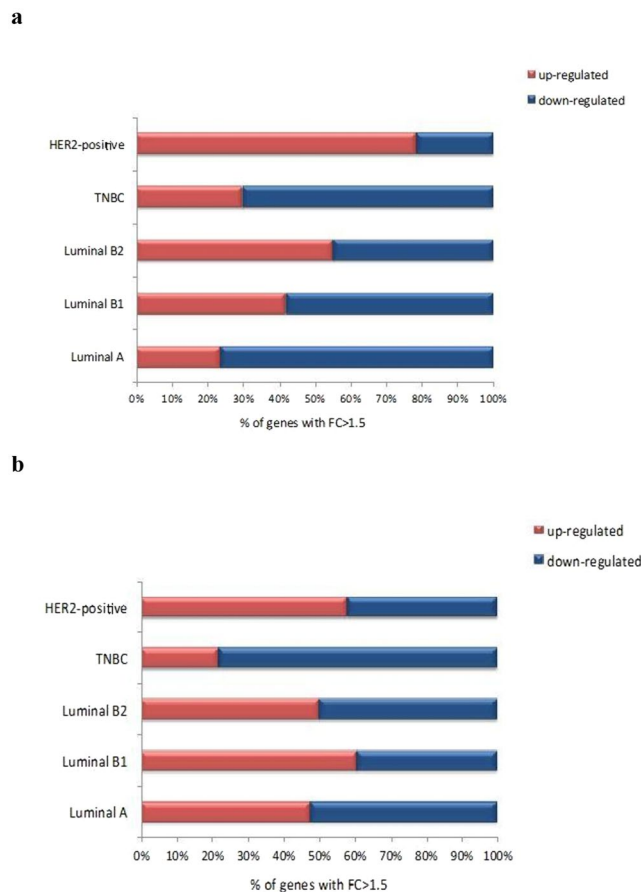 a
up-regulated
down-regulated
HER2-positive
TNBC
Luminal B2
Luminal B1
Luminal A
0% 10% 20% 30% 40% 50% 60% 70% 80% 90% 100%
% of genes with FC>1.5
b
up-regulated
down-regulated
HER2-positive
TNBC
Luminal B2
Luminal B1
Luminal A
0% 10% 20% 30% 40% 50% 60% 70% 80% 90% 100%
% of genes with FC>1.5